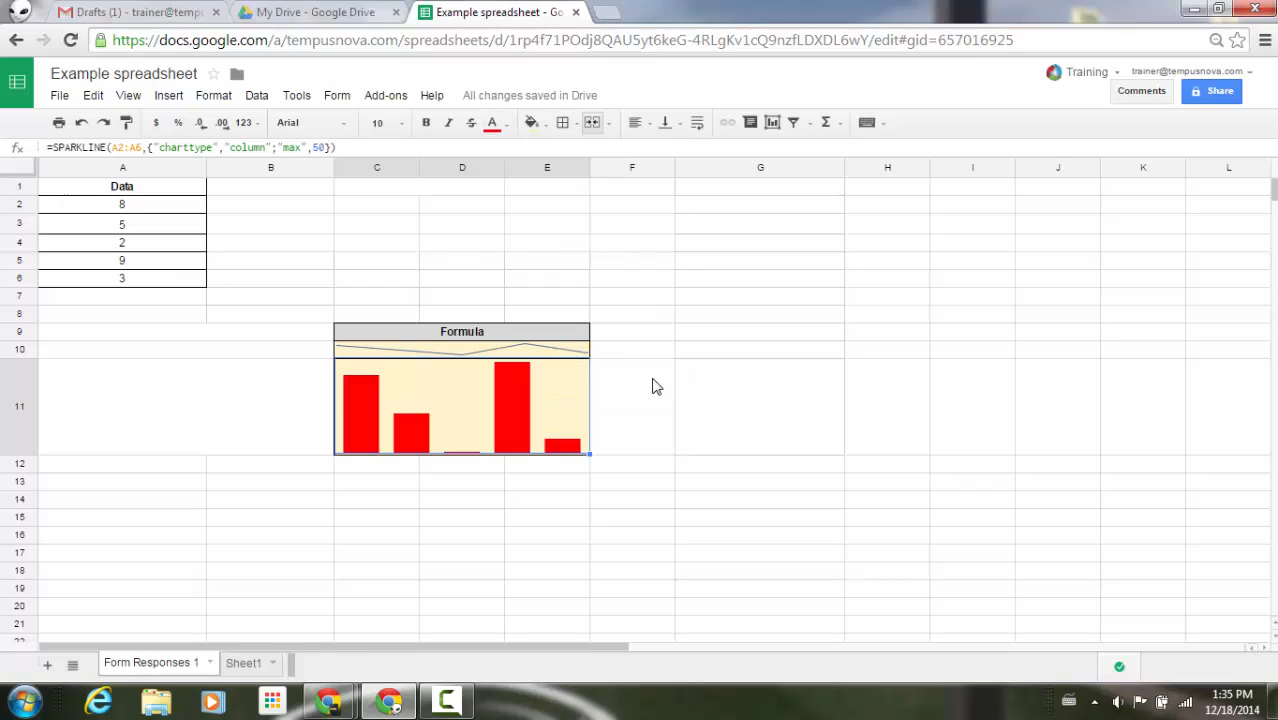 Drafts (1) - trainer@tempu
My Drive - Google Drive
Example spreadsheet - Go
https://docs.google.com/a/tempusnova.com/spreadsheets/d/1rp4f71POdj8QAU5yt6keG-4RLgKv1cQ9nzfLDXDL6wY/edit#gid=657016925
Example spreadsheet
Training
trainer@tempusnova.com
File Edit View Insert Format Data Tools Form Add-ons Help All changes saved in Drive
Comments
Share
$ % .0 .00 123 Arial 10 B I S A Σ
fx =SPARKLINE(A2:A6,{"charttype","column";"max",50})
A B C D E F G H I J K L
1 Data
2 8
3 5
4 2
5 9
6 3
7
8
9 Formula
10
11
12
13
14
15
16
17
18
19
20
21
22
Form Responses 1
Sheet1
1:35 PM
12/18/2014